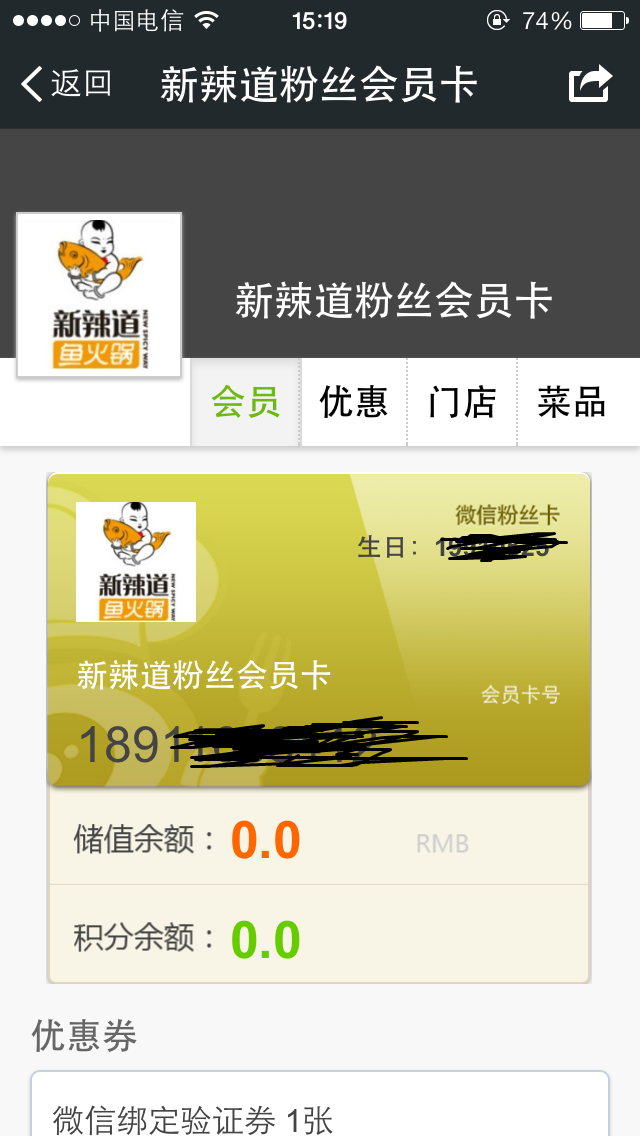 中国电信 15:19 74%
返回 新辣道粉丝会员卡
新辣道
鱼火锅
NEW SPICY WAY
新辣道粉丝会员卡
会员 优惠 门店 菜品
微信粉丝卡
生日：
新辣道
鱼火锅
NEW SPICY WAY
新辣道粉丝会员卡
会员卡号
1891
储值余额： 0.0 RMB
积分余额： 0.0
优惠券
微信绑定验证券 1张